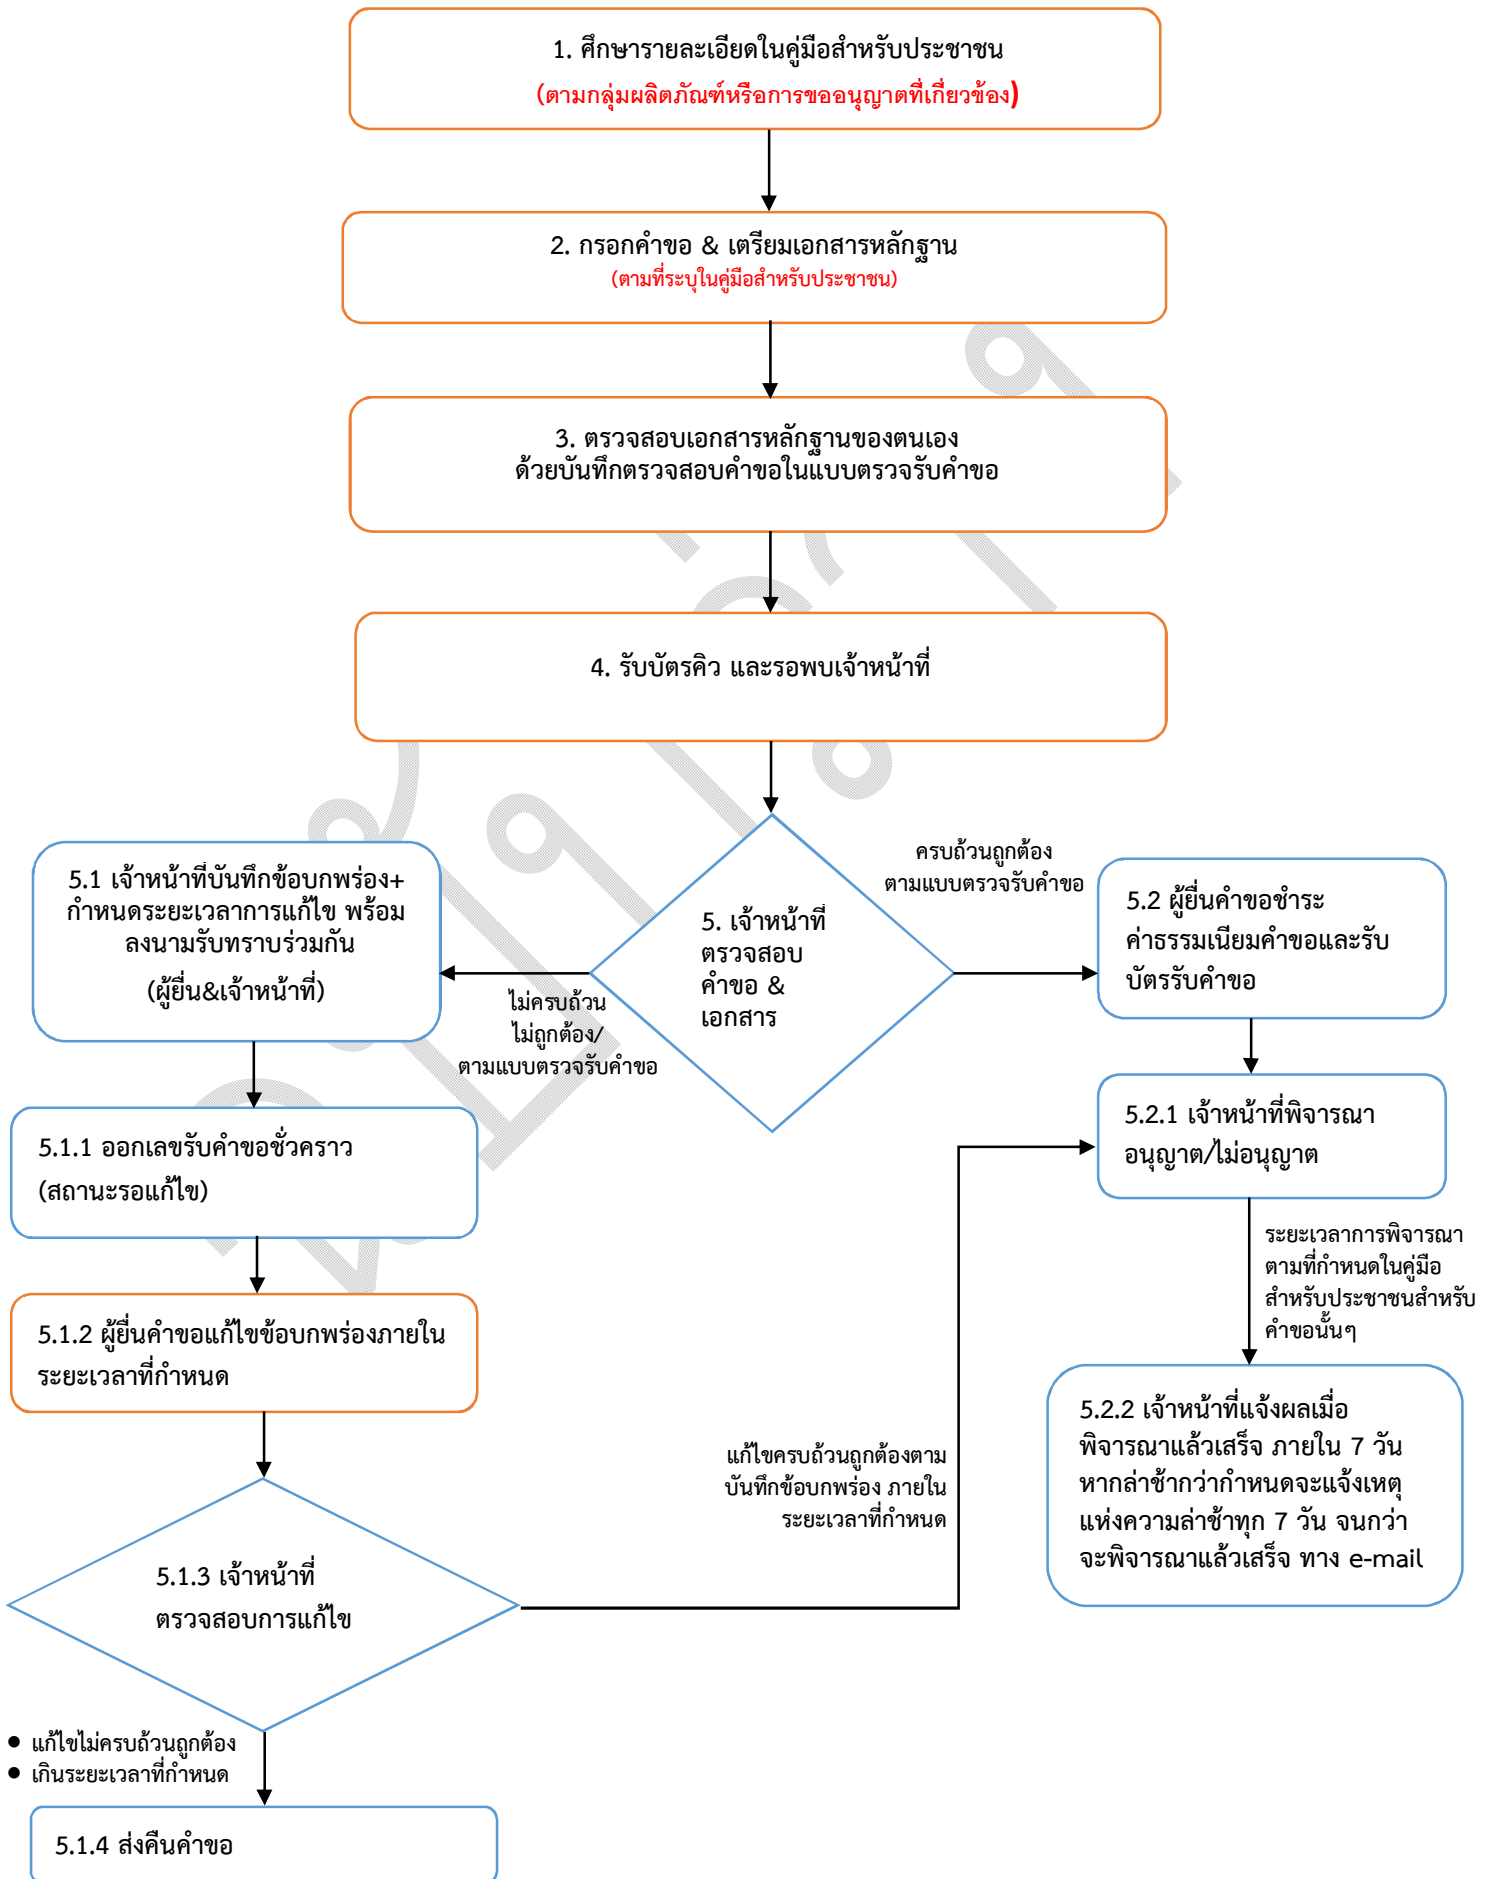 1. ศึกษารายละเอียดในคู่มือสำหรับประชาชน
(ตามกลุ่มผลิตภัณฑ์หรือการขออนุญาตที่เกี่ยวข้อง)
2. กรอกคำขอ & เตรียมเอกสารหลักฐาน
(ตามที่ระบุในคู่มือสำหรับประชาชน)
3. ตรวจสอบเอกสารหลักฐานของตนเอง
ด้วยบันทึกตรวจสอบคำขอในแบบตรวจรับคำขอ
4. รับบัตรคิว และรอพบเจ้าหน้าที่
5. เจ้าหน้าที่
ตรวจสอบ
คำขอ &
เอกสาร
ไม่ครบถ้วน
ไม่ถูกต้อง/
ตามแบบตรวจรับคำขอ
ครบถ้วนถูกต้อง
ตามแบบตรวจรับคำขอ
5.1 เจ้าหน้าที่บันทึกข้อบกพร่อง+
กำหนดระยะเวลาการแก้ไข พร้อม
ลงนามรับทราบร่วมกัน
(ผู้ยื่น&เจ้าหน้าที่)
5.1.1 ออกเลขรับคำขอชั่วคราว
(สถานะรอแก้ไข)
5.1.2 ผู้ยื่นคำขอแก้ไขข้อบกพร่องภายใน
ระยะเวลาที่กำหนด
5.1.3 เจ้าหน้าที่
ตรวจสอบการแก้ไข
แก้ไขครบถ้วนถูกต้องตาม
บันทึกข้อบกพร่อง ภายใน
ระยะเวลาที่กำหนด
● แก้ไขไม่ครบถ้วนถูกต้อง
● เกินระยะเวลาที่กำหนด
5.1.4 ส่งคืนคำขอ
5.2 ผู้ยื่นคำขอชำระ
ค่าธรรมเนียมคำขอและรับ
บัตรรับคำขอ
5.2.1 เจ้าหน้าที่พิจารณา
อนุญาต/ไม่อนุญาต
ระยะเวลาการพิจารณา
ตามที่กำหนดในคู่มือ
สำหรับประชาชนสำหรับ
คำขอนั้นๆ
5.2.2 เจ้าหน้าที่แจ้งผลเมื่อ
พิจารณาแล้วเสร็จ ภายใน 7 วัน
หากล่าช้ากว่ากำหนดจะแจ้งเหตุ
แห่งความล่าช้าทุก 7 วัน จนกว่า
จะพิจารณาแล้วเสร็จ ทาง e-mail